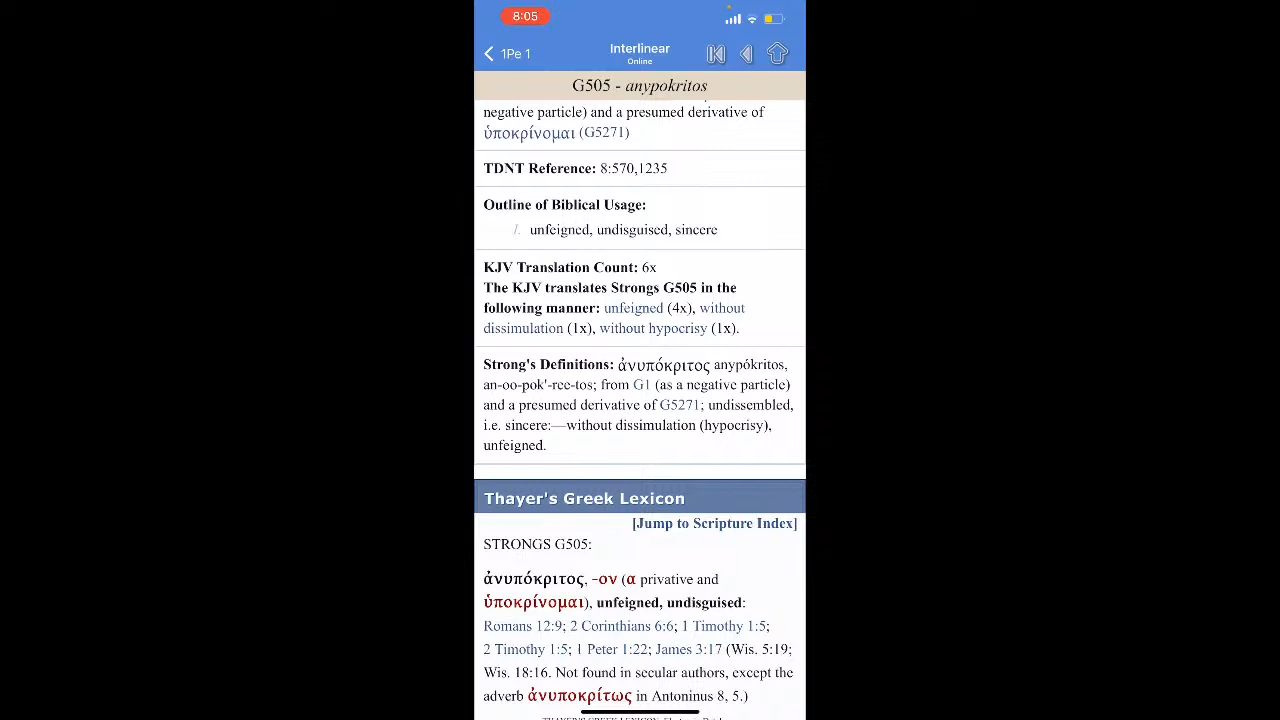 8:05
1Pe 1
Interlinear
Online
G505 - anypokritos
negative particle) and a presumed derivative of
ὑποκρίνομαι (G5271)
TDNT Reference: 8:570,1235
Outline of Biblical Usage:
I. unfeigned, undisguised, sincere
KJV Translation Count: 6x
The KJV translates Strongs G505 in the
following manner: unfeigned (4x), without
dissimulation (1x), without hypocrisy (1x).
Strong's Definitions: ἀνυπόκριτος anypókritos,
an-oo-pok'-ree-tos; from G1 (as a negative particle)
and a presumed derivative of G5271; undissembled,
i.e. sincere:—without dissimulation (hypocrisy),
unfeigned.
Thayer's Greek Lexicon
[Jump to Scripture Index]
STRONGS G505:
ἀνυπόκριτος, -ον (α privative and
ὑποκρίνομαι), unfeigned, undisguised:
Romans 12:9; 2 Corinthians 6:6; 1 Timothy 1:5;
2 Timothy 1:5; 1 Peter 1:22; James 3:17 (Wis. 5:19;
Wis. 18:16. Not found in secular authors, except the
adverb ἀνυποκρίτως in Antoninus 8, 5.)